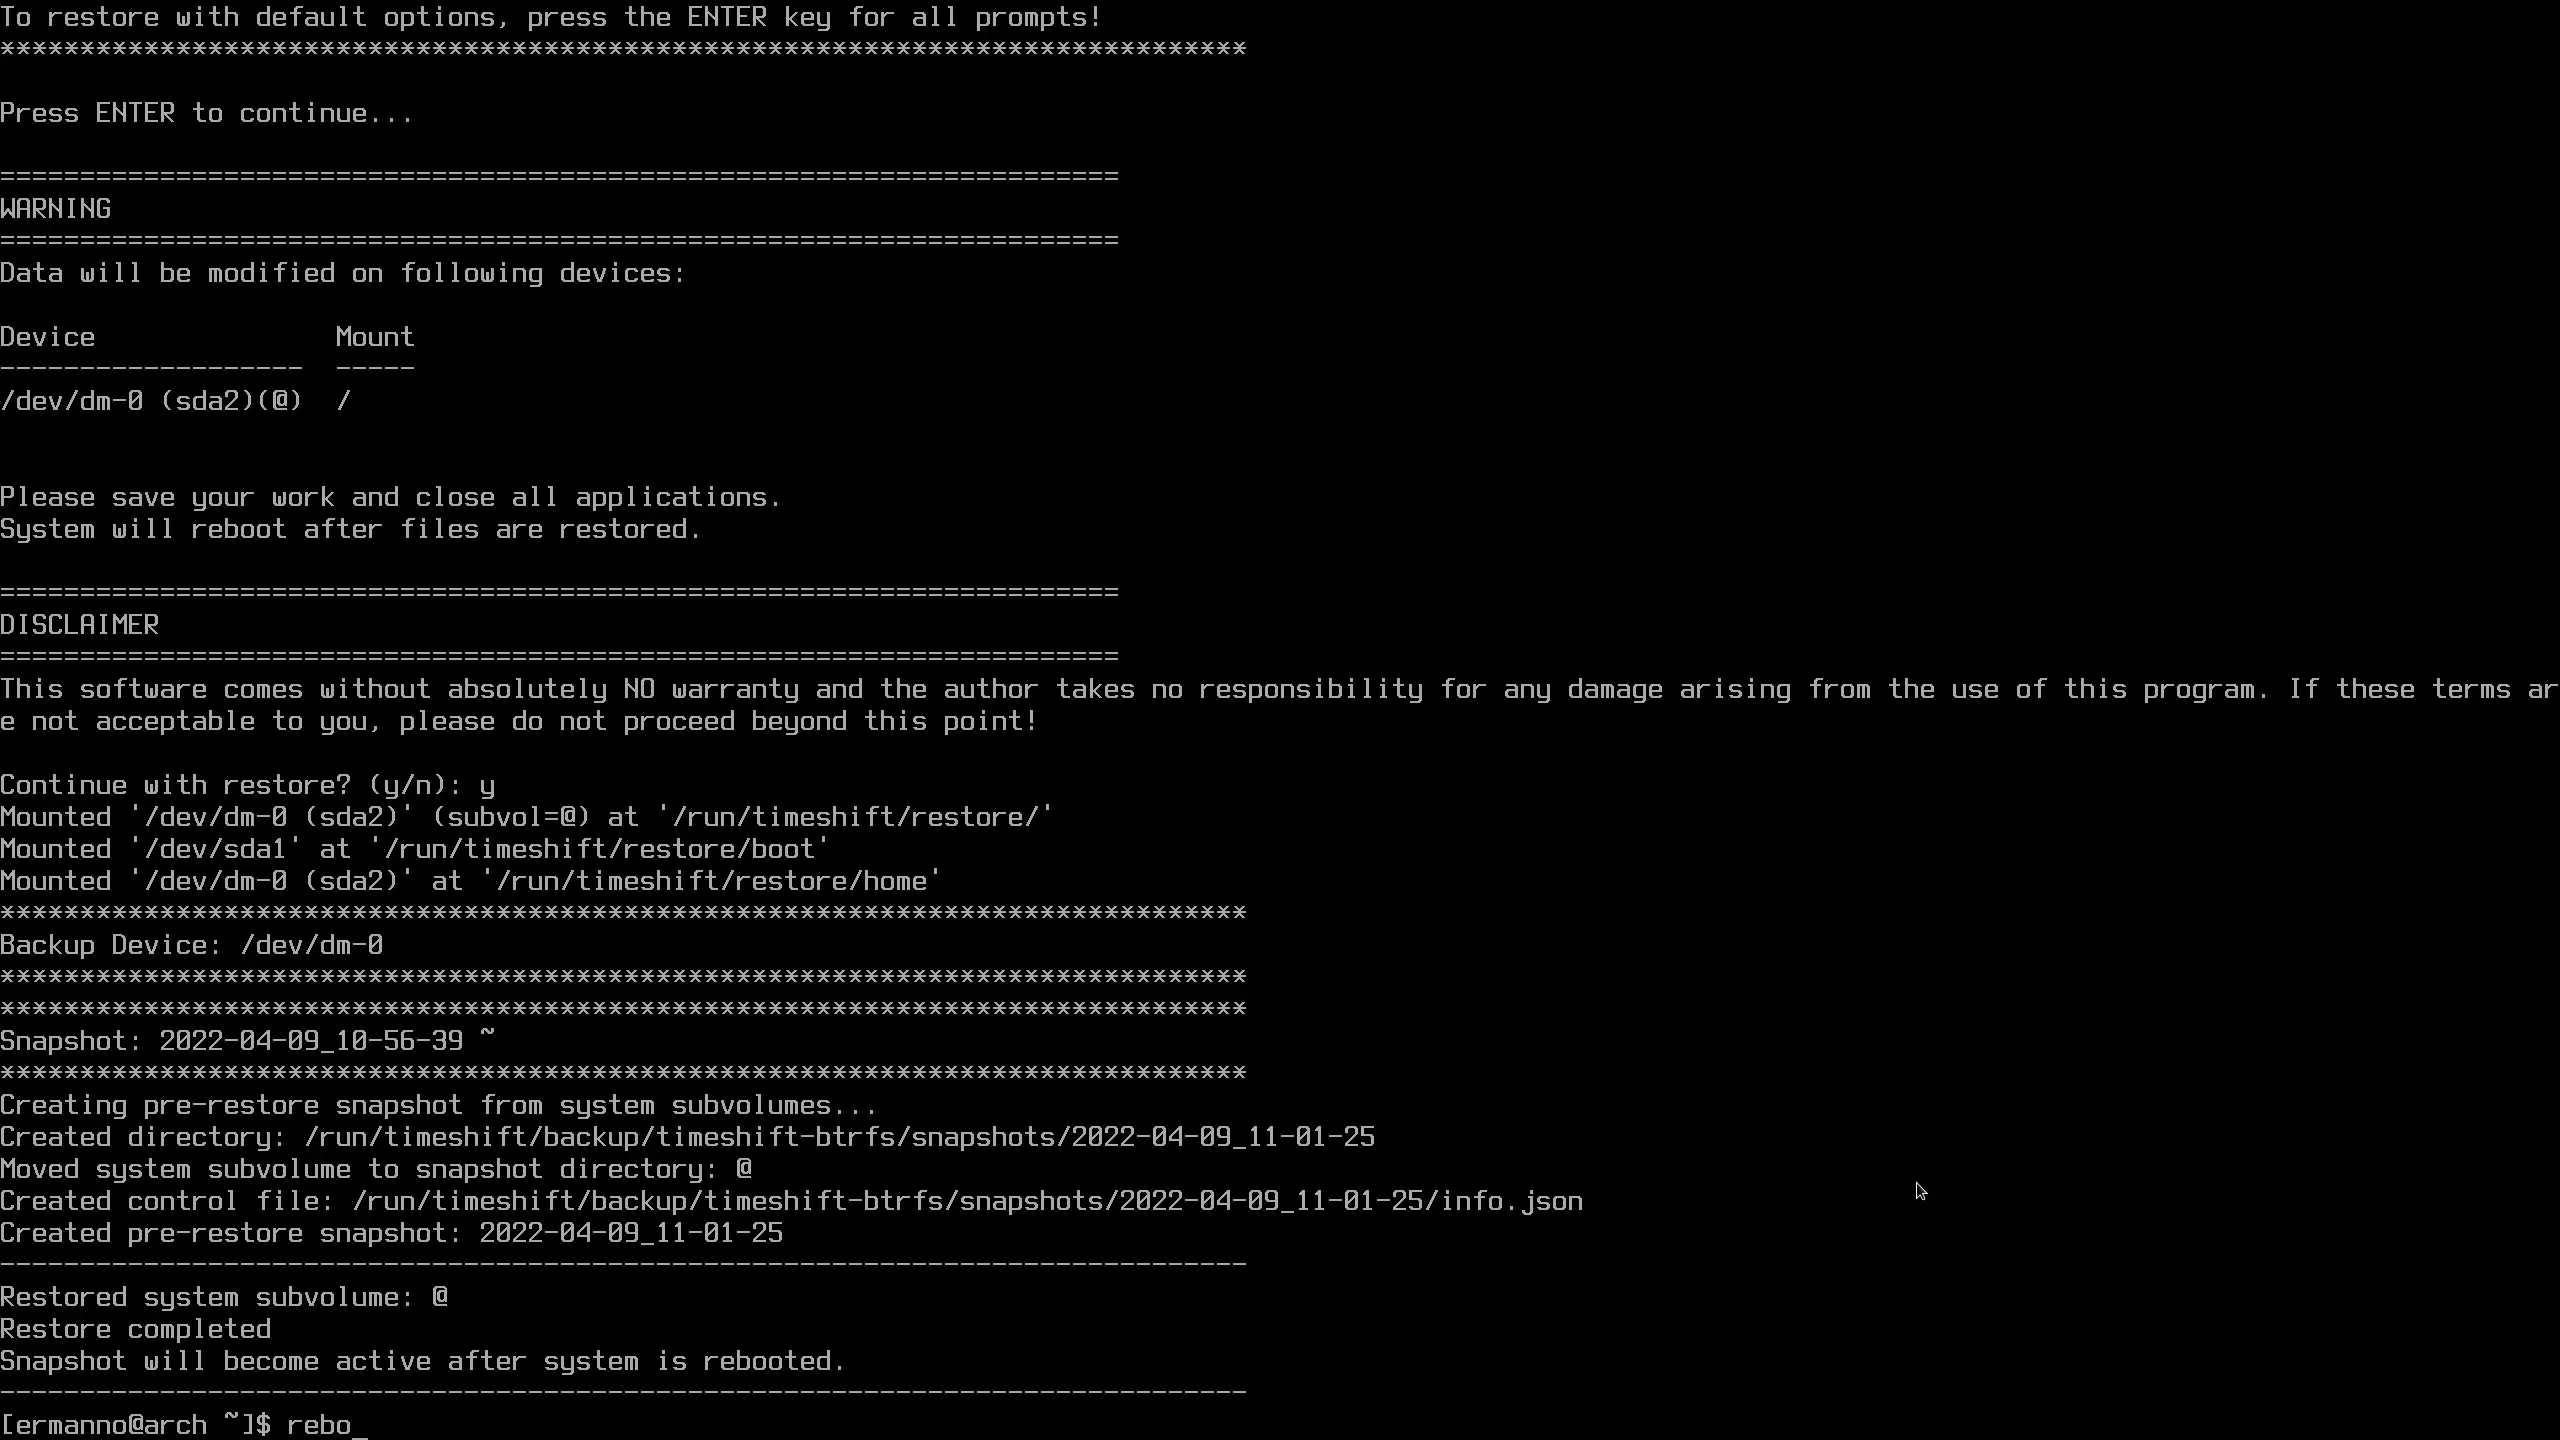 To restore with default options, press the ENTER key for all prompts!
******************************************************************************
Press ENTER to continue...
======================================================================
WARNING
======================================================================
Data will be modified on following devices:
Device               Mount
-------------------  -----
/dev/dm-0 (sda2)(@)  /
Please save your work and close all applications.
System will reboot after files are restored.
======================================================================
DISCLAIMER
======================================================================
This software comes without absolutely NO warranty and the author takes no responsibility for any damage arising from the use of this program. If these terms ar
e not acceptable to you, please do not proceed beyond this point!
Continue with restore? (y/n): y
Mounted '/dev/dm-0 (sda2)' (subvol=@) at '/run/timeshift/restore/'
Mounted '/dev/sda1' at '/run/timeshift/restore/boot'
Mounted '/dev/dm-0 (sda2)' at '/run/timeshift/restore/home'
******************************************************************************
Backup Device: /dev/dm-0
******************************************************************************
******************************************************************************
Snapshot: 2022-04-09_10-56-39 ~
******************************************************************************
Creating pre-restore snapshot from system subvolumes...
Created directory: /run/timeshift/backup/timeshift-btrfs/snapshots/2022-04-09_11-01-25
Moved system subvolume to snapshot directory: @
Created control file: /run/timeshift/backup/timeshift-btrfs/snapshots/2022-04-09_11-01-25/info.json
Created pre-restore snapshot: 2022-04-09_11-01-25
------------------------------------------------------------------------------
Restored system subvolume: @
Restore completed
Snapshot will become active after system is rebooted.
------------------------------------------------------------------------------
[ermanno@arch ~]$ rebo_